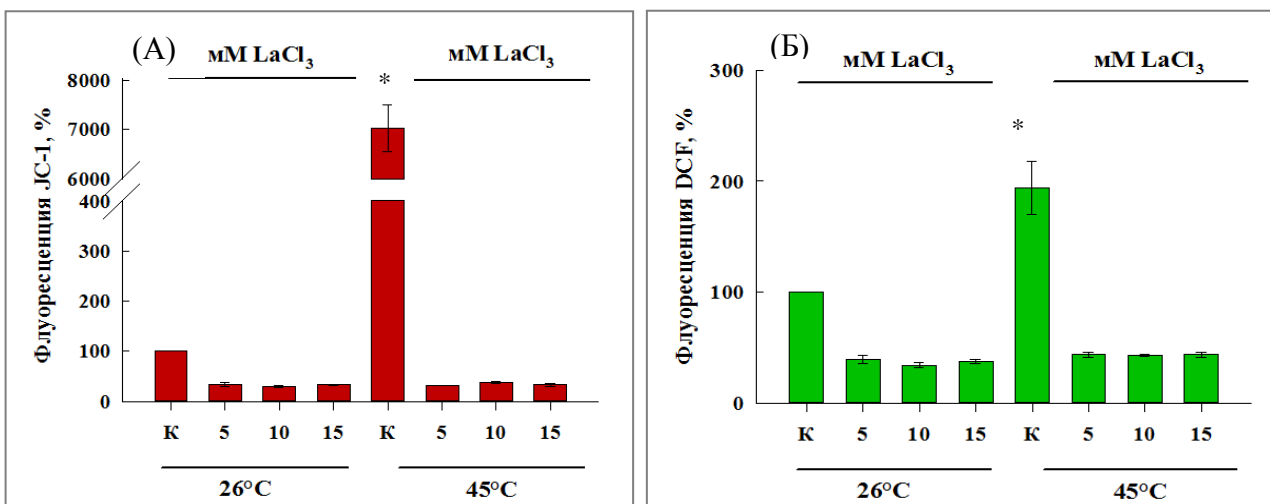 (А)
мМ LaCl₃
мМ LaCl₃
8000
*
7000
6000
400
300
200
100
0
Флуоресценция JC-1, %
К 5 10 15 К 5 10 15
26°C
45°C
(Б)
мМ LaCl₃
мМ LaCl₃
300
*
200
100
0
Флуоресценция DCF, %
К 5 10 15 К 5 10 15
26°C
45°C